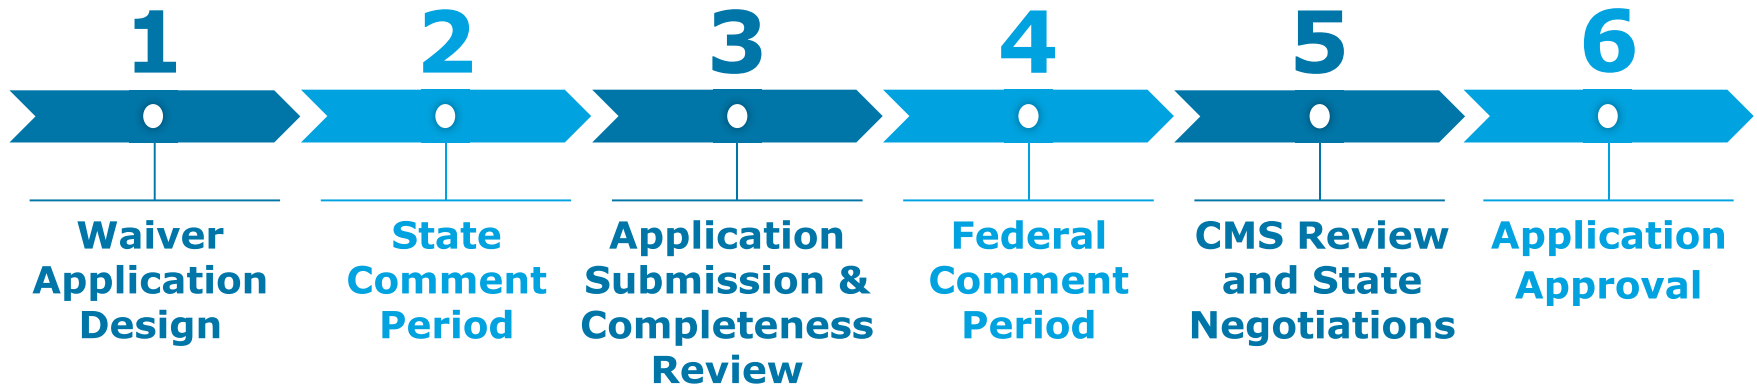 1
Waiver
Application
Design
2
State
Comment
Period
3
Application
Submission &
Completeness
Review
4
Federal
Comment
Period
5
CMS Review
and State
Negotiations
6
Application
Approval